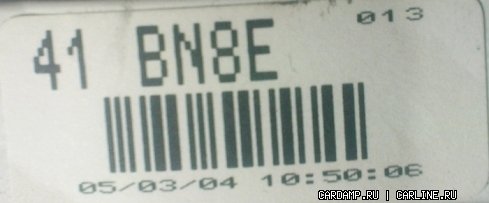 013
41 BN8E
05/03/04 10:50:06
CARDAMP.RU | CARLINE.RU